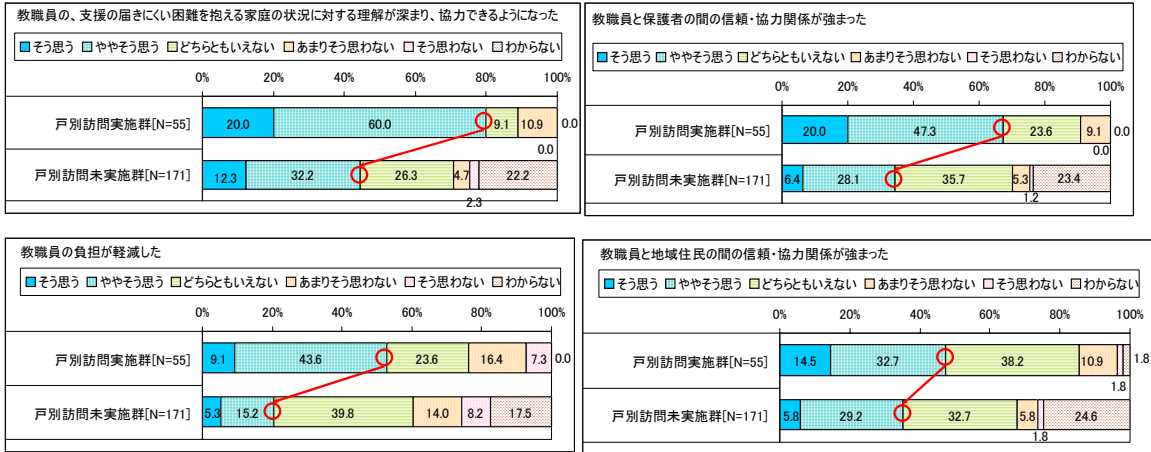 教職員の、支援の届きにくい困難を抱える家庭の状況に対する理解が深まり、協力できるようになった
そう思う ややそう思う どちらともいえない あまりそう思わない そう思わない わからない
0% 20% 40% 60% 80% 100%
戸別訪問実施群[N=55] 20.0 60.0 9.1 10.9 0.0
0.0
戸別訪問未実施群[N=171] 12.3 32.2 26.3 4.7 22.2
2.3
教職員と保護者の間の信頼・協力関係が強まった
そう思う ややそう思う どちらともいえない あまりそう思わない そう思わない わからない
0% 20% 40% 60% 80% 100%
戸別訪問実施群[N=55] 20.0 47.3 23.6 9.1 0.0
0.0
戸別訪問未実施群[N=171] 6.4 28.1 35.7 5.3 23.4
1.2
教職員の負担が軽減した
そう思う ややそう思う どちらともいえない あまりそう思わない そう思わない わからない
0% 20% 40% 60% 80% 100%
戸別訪問実施群[N=55] 9.1 43.6 23.6 16.4 7.3 0.0
戸別訪問未実施群[N=171] 5.3 15.2 39.8 14.0 8.2 17.5
教職員と地域住民の間の信頼・協力関係が強まった
そう思う ややそう思う どちらともいえない あまりそう思わない そう思わない わからない
0% 20% 40% 60% 80% 100%
戸別訪問実施群[N=55] 14.5 32.7 38.2 10.9 1.8
1.8
戸別訪問未実施群[N=171] 5.8 29.2 32.7 5.8 24.6
1.8